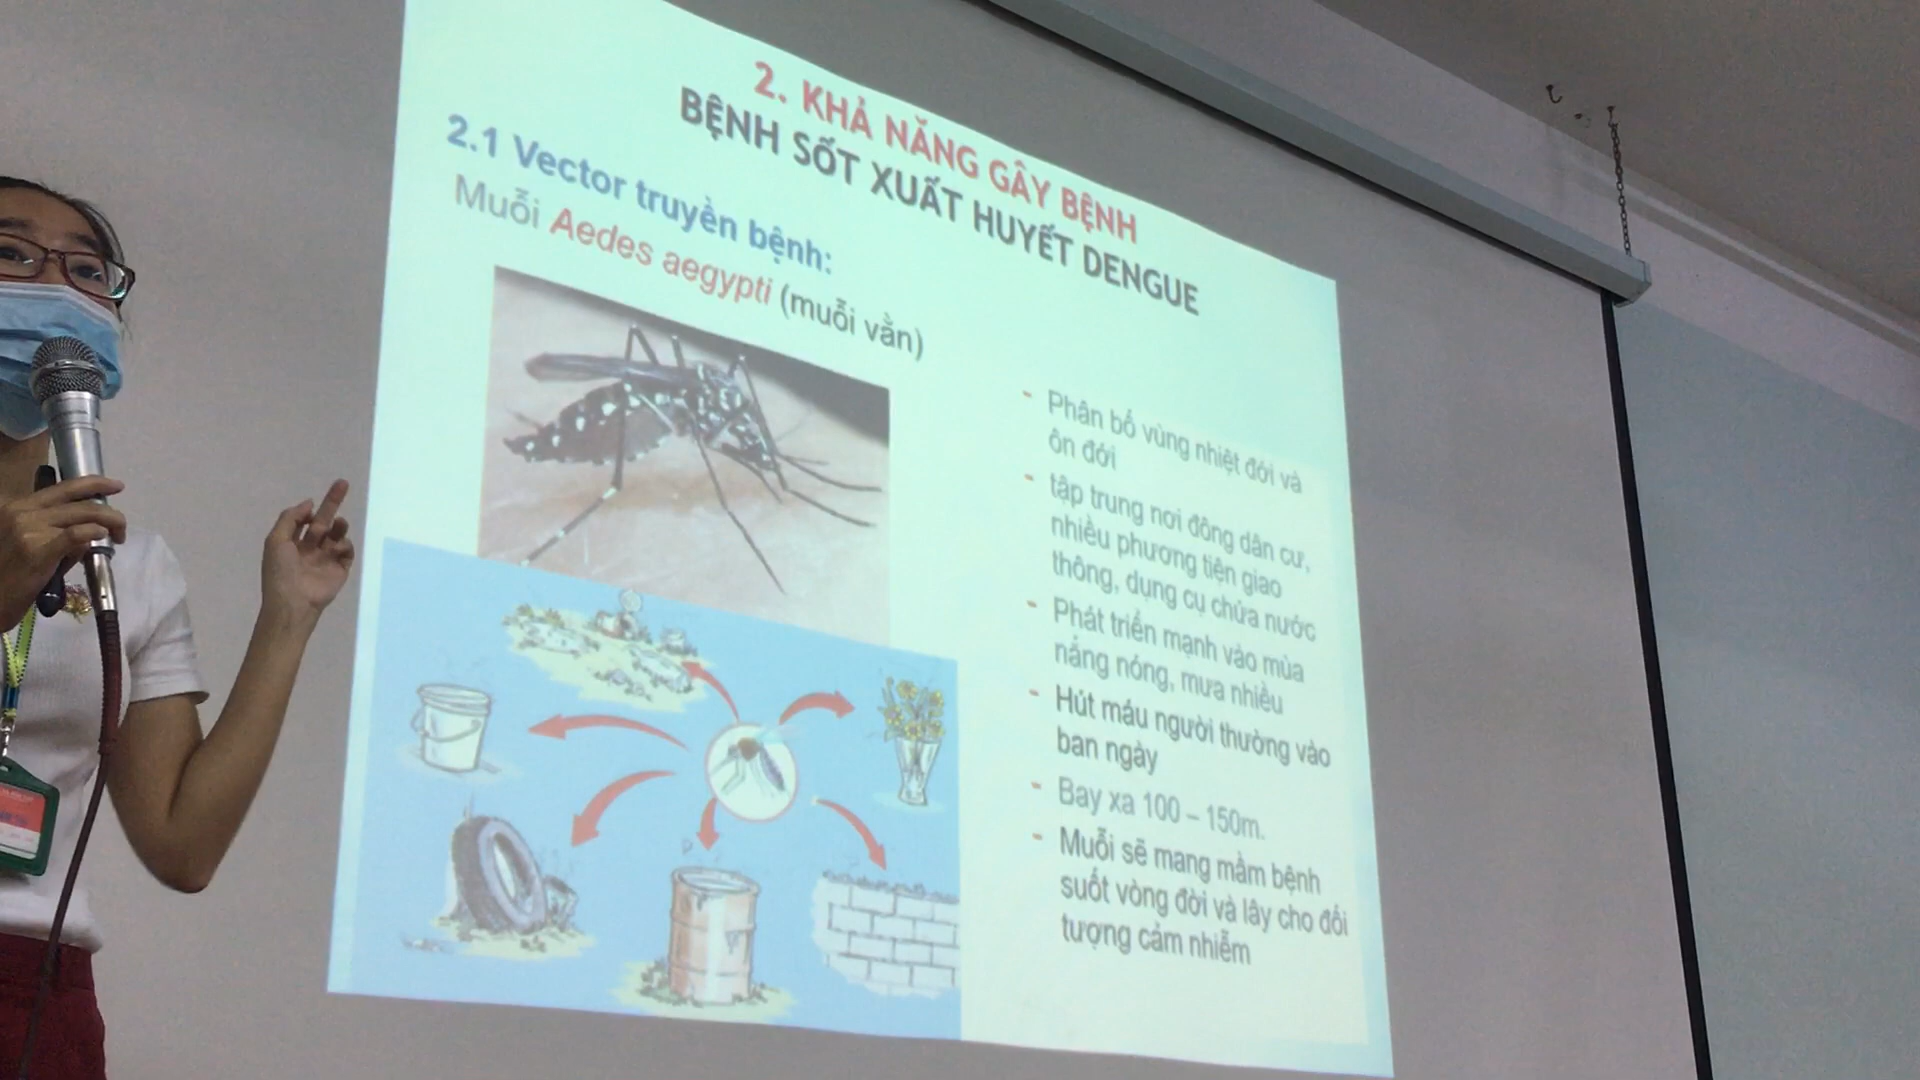 2. KHẢ NĂNG GÂY BỆNH
BỆNH SỐT XUẤT HUYẾT DENGUE
2.1 Vector truyền bệnh:
Muỗi Aedes aegypti (muỗi vằn)
- Phân bố vùng nhiệt đới và
ôn đới
- tập trung nơi đông dân cư,
nhiều phương tiện giao
thông, dụng cụ chứa nước
- Phát triển mạnh vào mùa
nắng nóng, mưa nhiều
- Hút máu người thường vào
ban ngày
- Bay xa 100 – 150m.
- Muỗi sẽ mang mầm bệnh
suốt vòng đời và lây cho đối
tượng cảm nhiễm